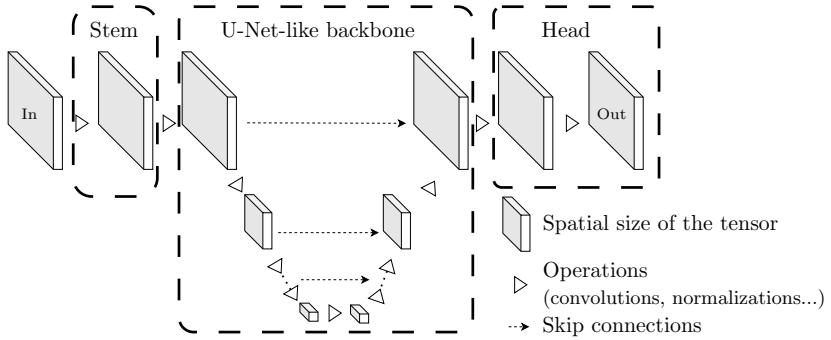 Stem
U-Net-like backbone
Head
In
Out
Spatial size of the tensor
Operations
(convolutions, normalizations...)
Skip connections